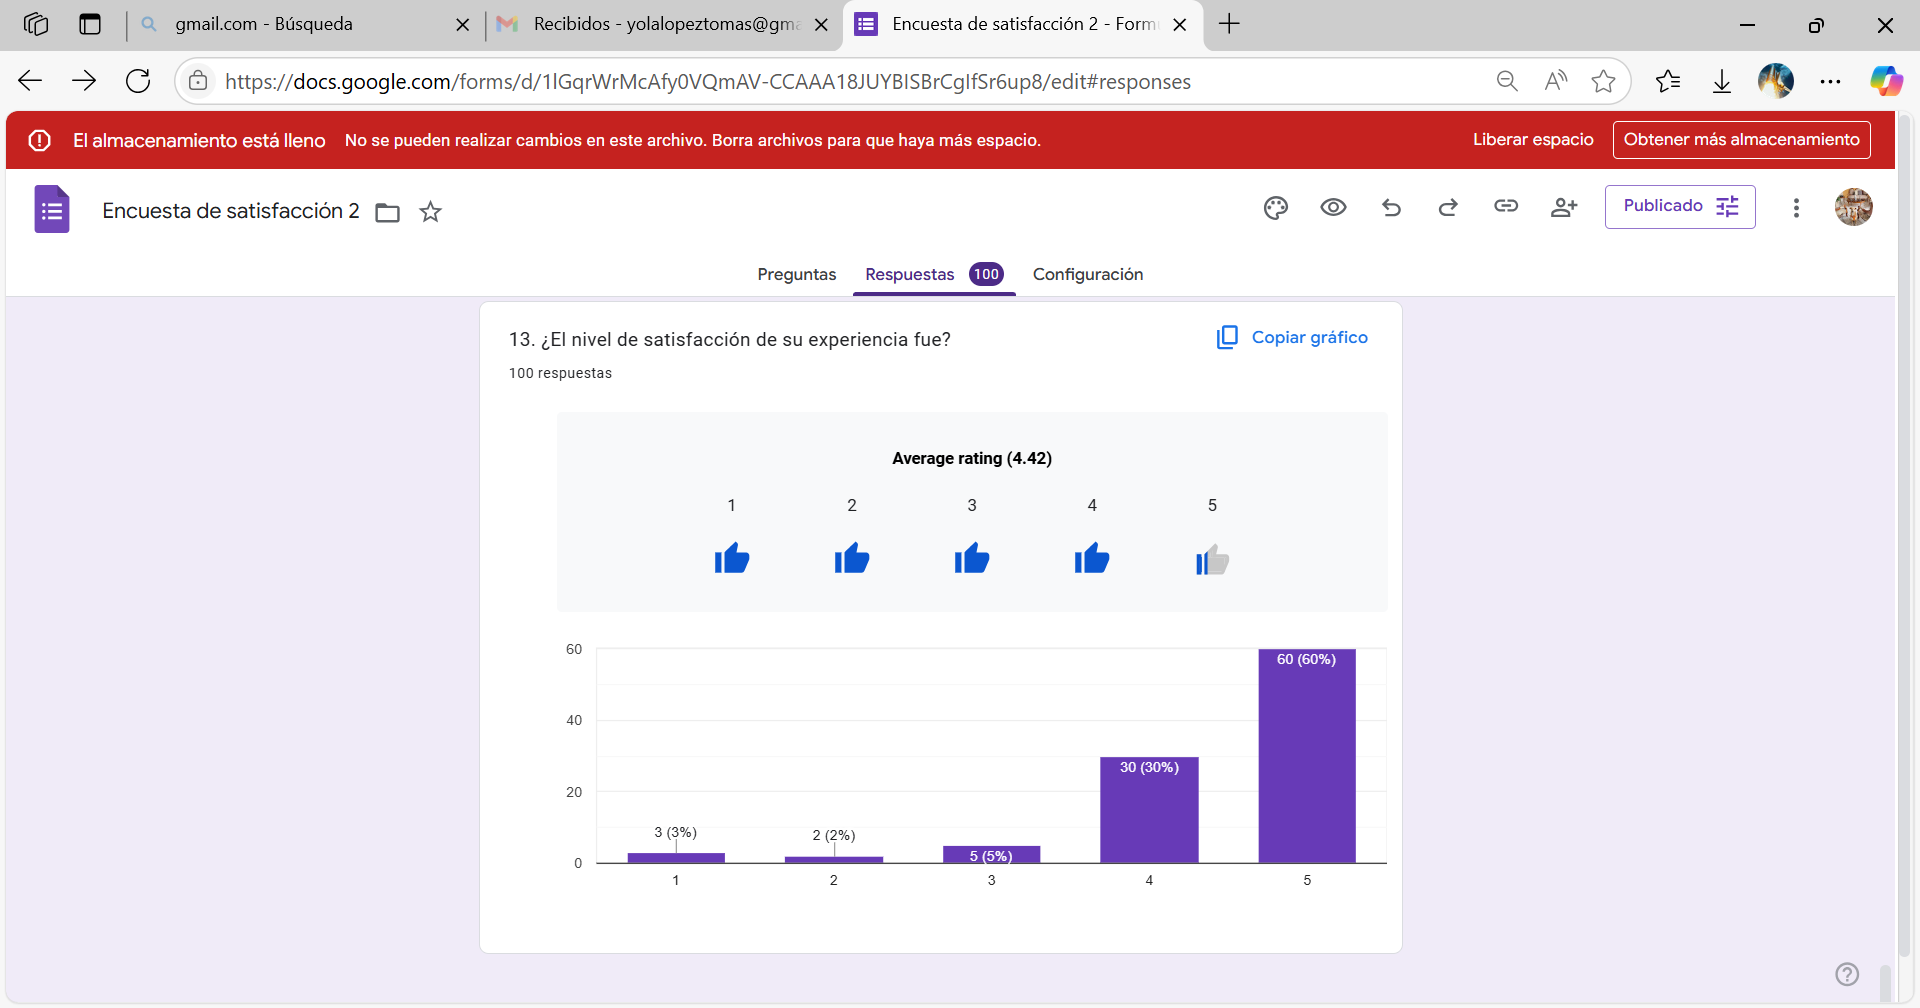 gmail.com - Búsqueda
Recibidos - yolalopeztomas@gma
Encuesta de satisfacción 2 - Form
https://docs.google.com/forms/d/1lGqrWrMcAfy0VQmAV-CCAAA18JUYBISBrCgIfSr6up8/edit#responses
El almacenamiento está lleno No se pueden realizar cambios en este archivo. Borra archivos para que haya más espacio. Liberar espacio Obtener más almacenamiento
Encuesta de satisfacción 2
Publicado
Preguntas Respuestas 100 Configuración
13. ¿El nivel de satisfacción de su experiencia fue?
Copiar gráfico
100 respuestas
Average rating (4.42)
1 2 3 4 5
60
60 (60%)
40
30 (30%)
20
3 (3%)
2 (2%)
5 (5%)
0
1 2 3 4 5